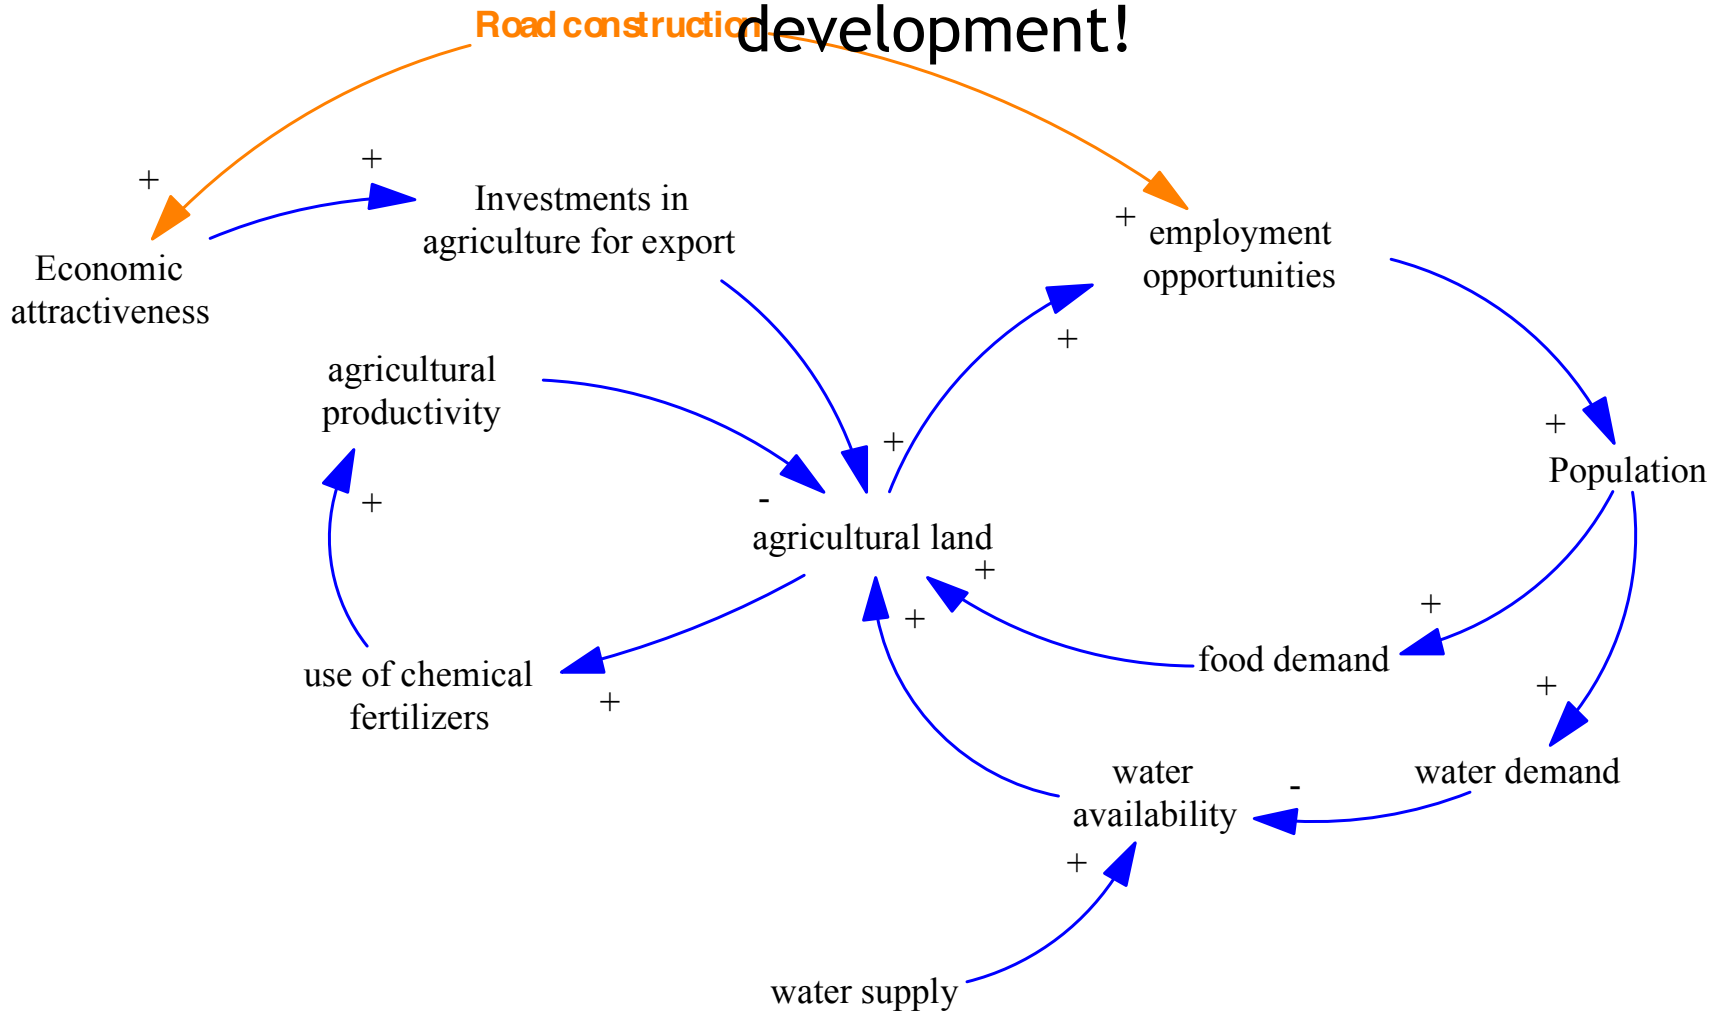 Road construction
development!
+
+
Investments in
agriculture for export
+
employment
opportunities
Economic
attractiveness
+
agricultural
productivity
+
+
Population
+
-
agricultural land
+
+
+
food demand
use of chemical
fertilizers
+
+
water
availability
-
water demand
+
water supply